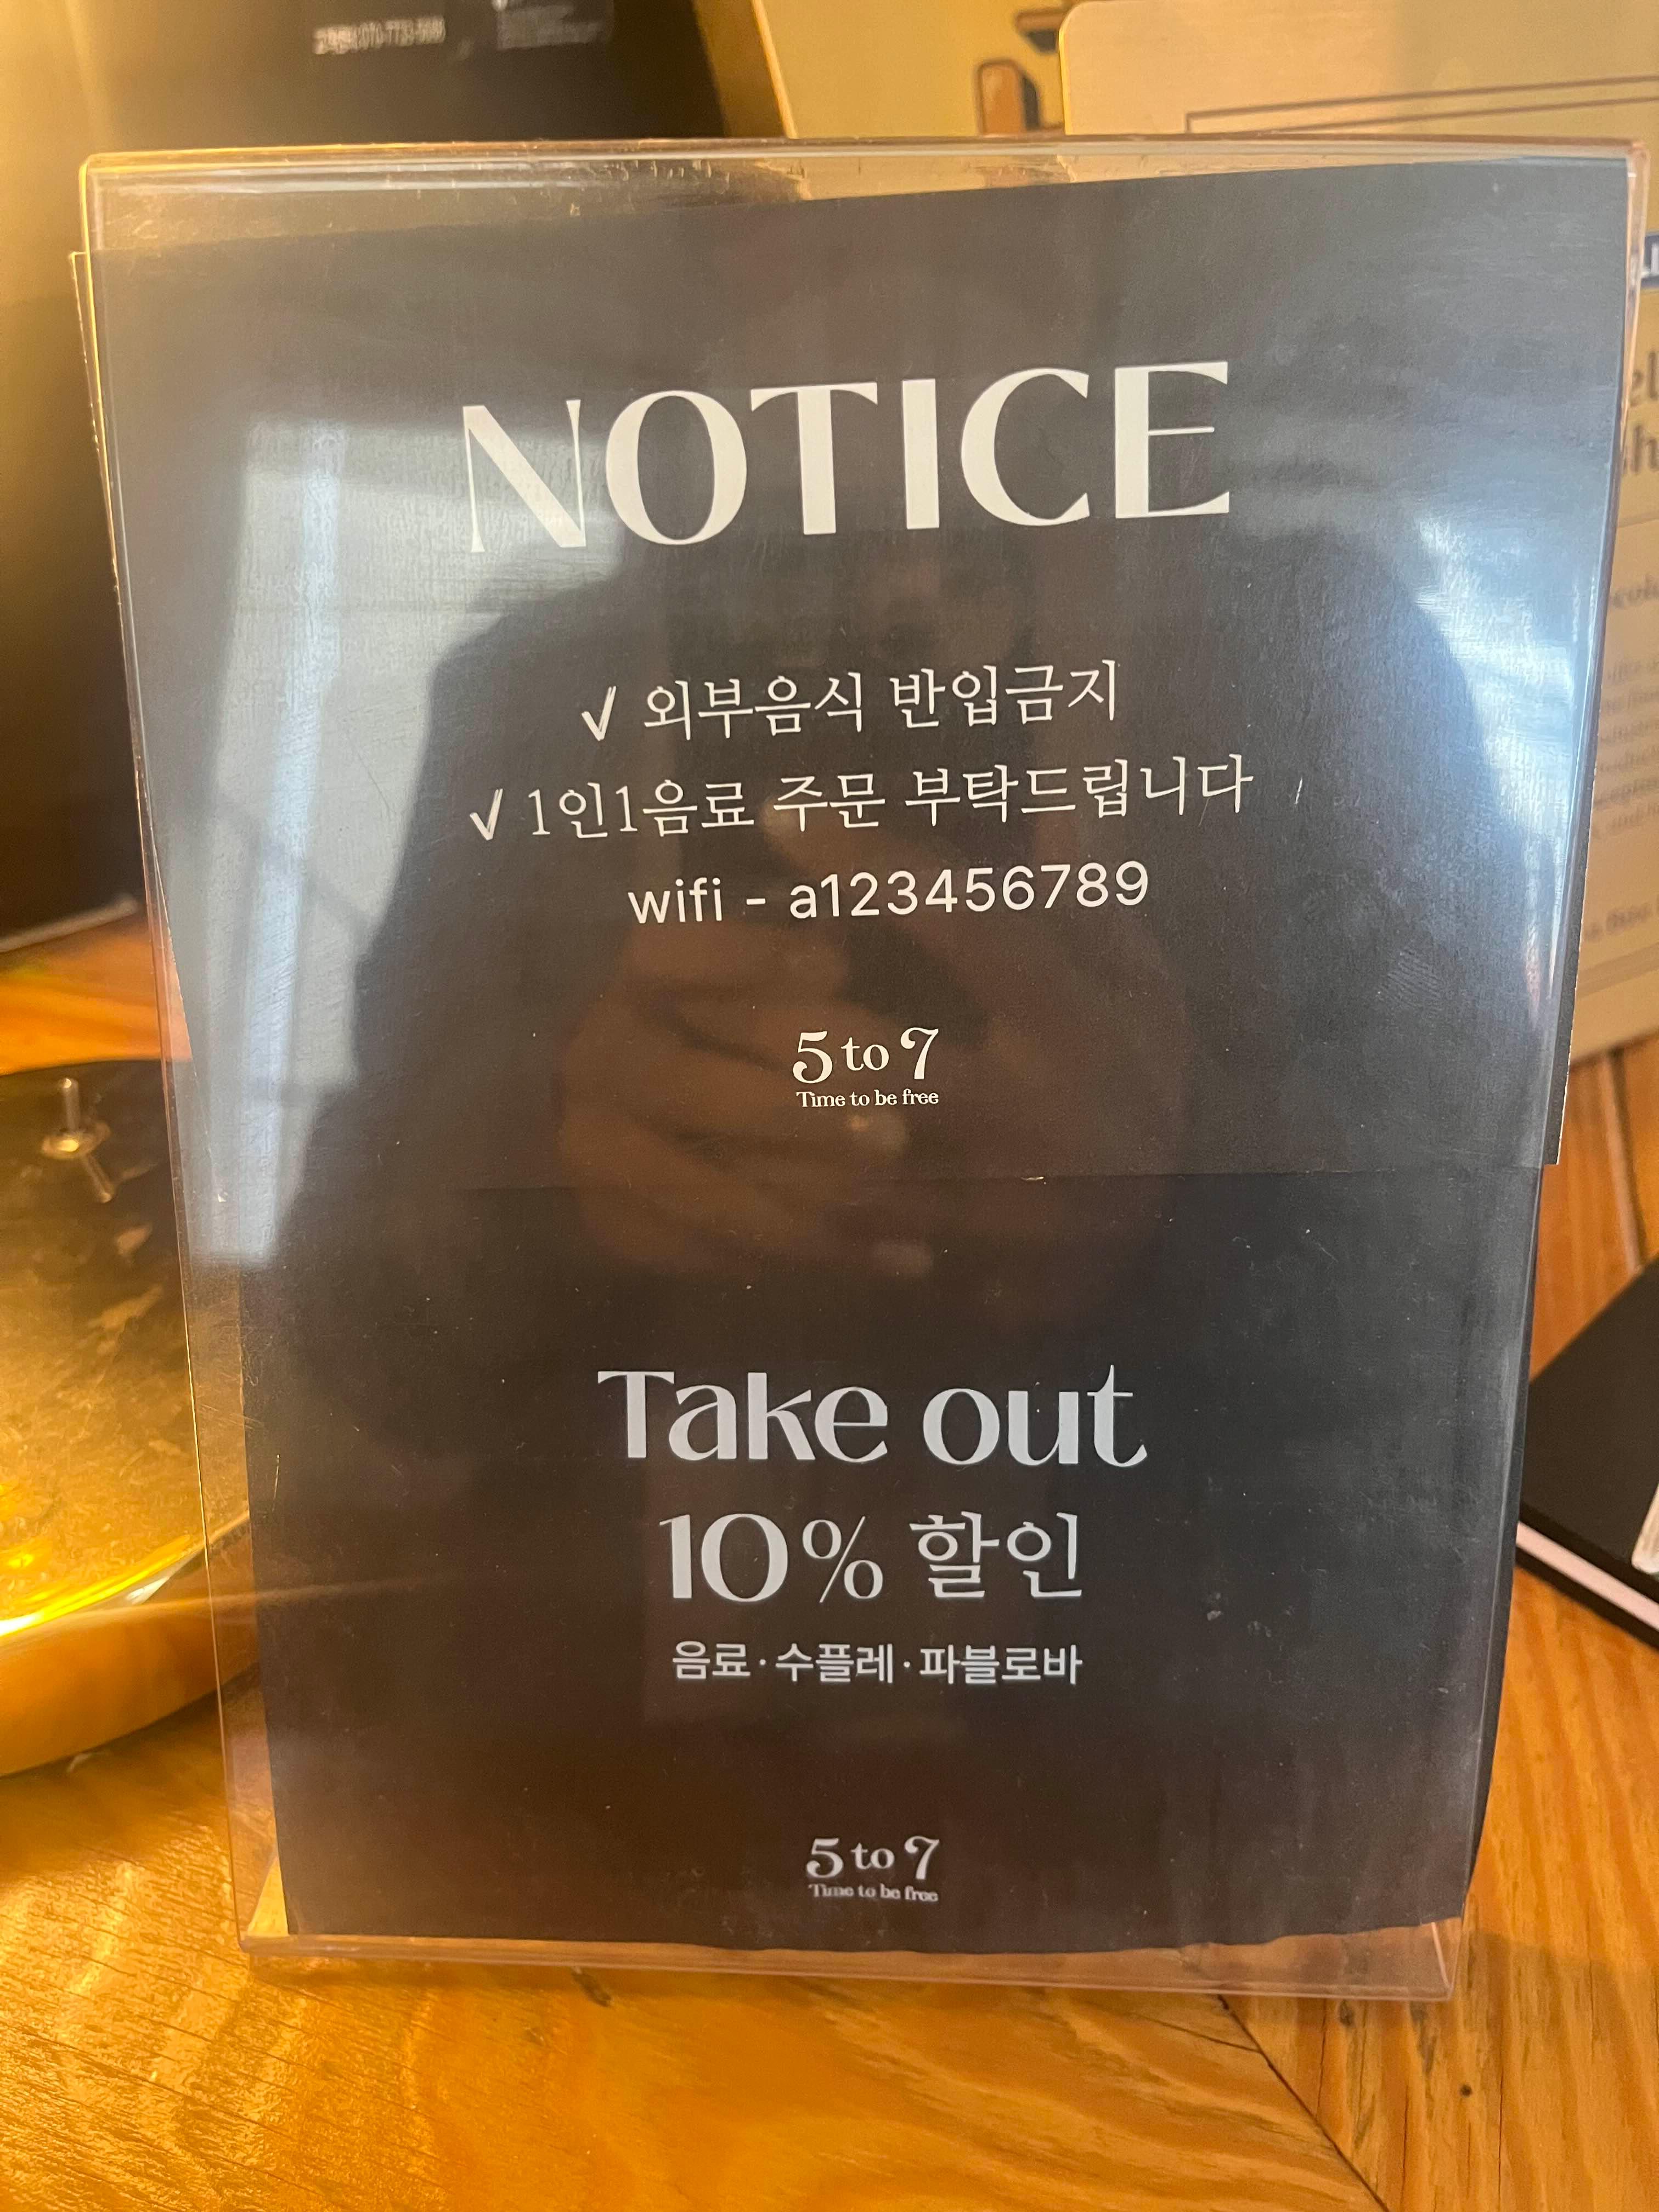 NOTICE
✓ 외부음식 반입금지
✓ 1인1음료 주문 부탁드립니다
wifi - a123456789
5 to 7
Time to be free
Take out
10% 할인
음료·수플레·파블로바
5 to 7
Time to be free